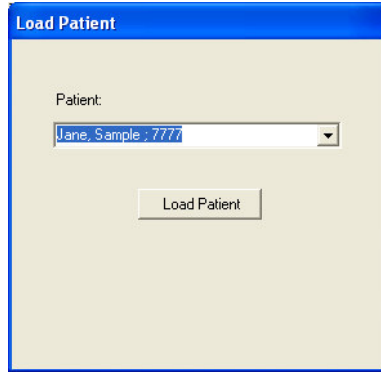 Load Patient
Patient:
Jane, Sample ; 7777
Load Patient